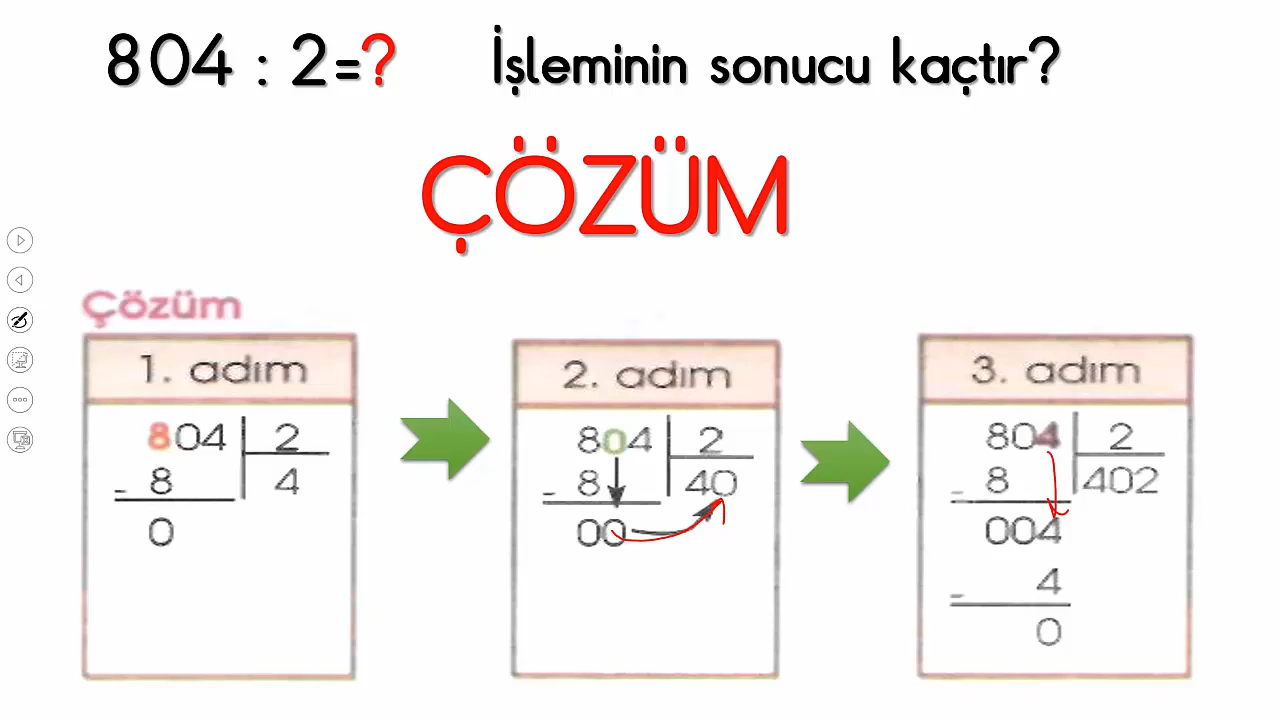 804 : 2=? İşleminin sonucu kaçtır?
ÇÖZÜM
Çözüm
1. adım
804 2
- 8 4
0
2. adım
804 2
- 8 40
00
3. adım
804 2
- 8 402
004
- 4
0